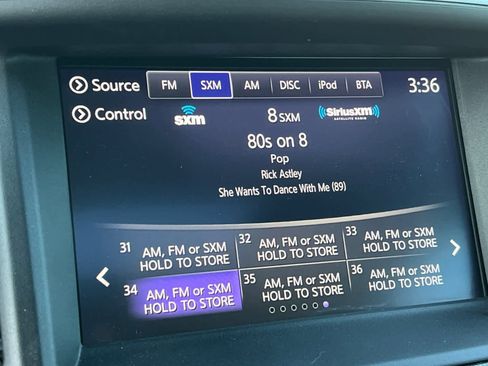 Source FM SXM AM DISC iPod BTA 3:36
Control sxm 8 SXM SiriusXM
SATELLITE RADIO
80s on 8
Pop
Rick Astley
She Wants To Dance With Me (89)
31 AM, FM or SXM
HOLD TO STORE
32 AM, FM or SXM
HOLD TO STORE
33 AM, FM or SXM
HOLD TO STORE
34 AM, FM or SXM
HOLD TO STORE
35 AM, FM or SXM
HOLD TO STORE
36 AM, FM or SXM
HOLD TO STORE